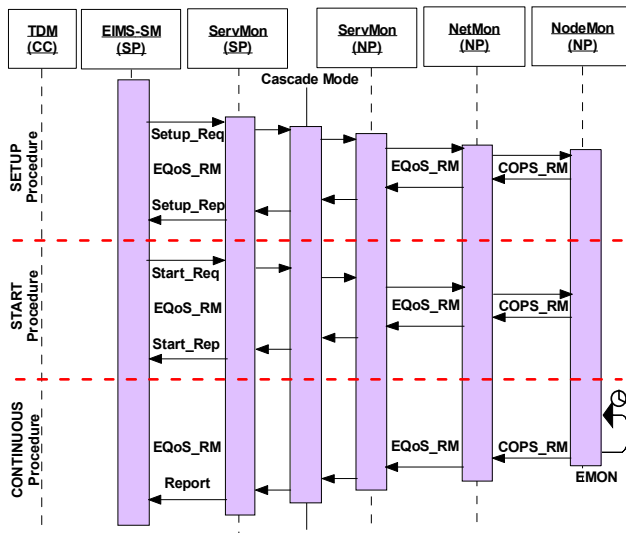 TDM
(CC)
EIMS-SM
(SP)
ServMon
(SP)
ServMon
(NP)
NetMon
(NP)
NodeMon
(NP)
Cascade Mode
SETUP
Procedure
Setup_Req
EQoS_RM
EQoS_RM
COPS_RM
Setup_Rep
START
Procedure
Start_Req
EQoS_RM
EQoS_RM
COPS_RM
Start_Rep
CONTINUOUS
Procedure
EQoS_RM
EQoS_RM
COPS_RM
EMON
Report